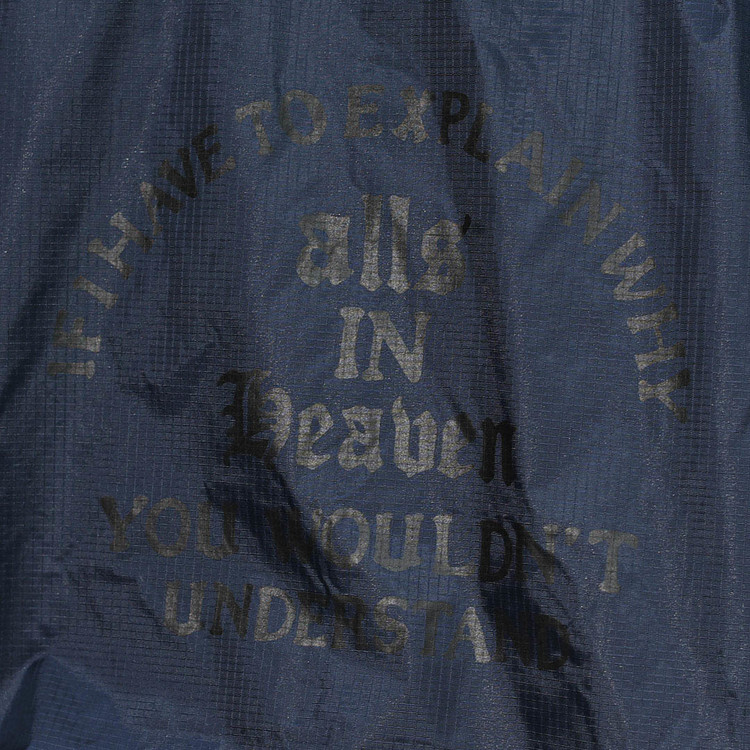 IF I HAVE TO EXPLAIN WHY
alls'
IN
Heaven
YOU WOULDN'T
UNDERSTAND